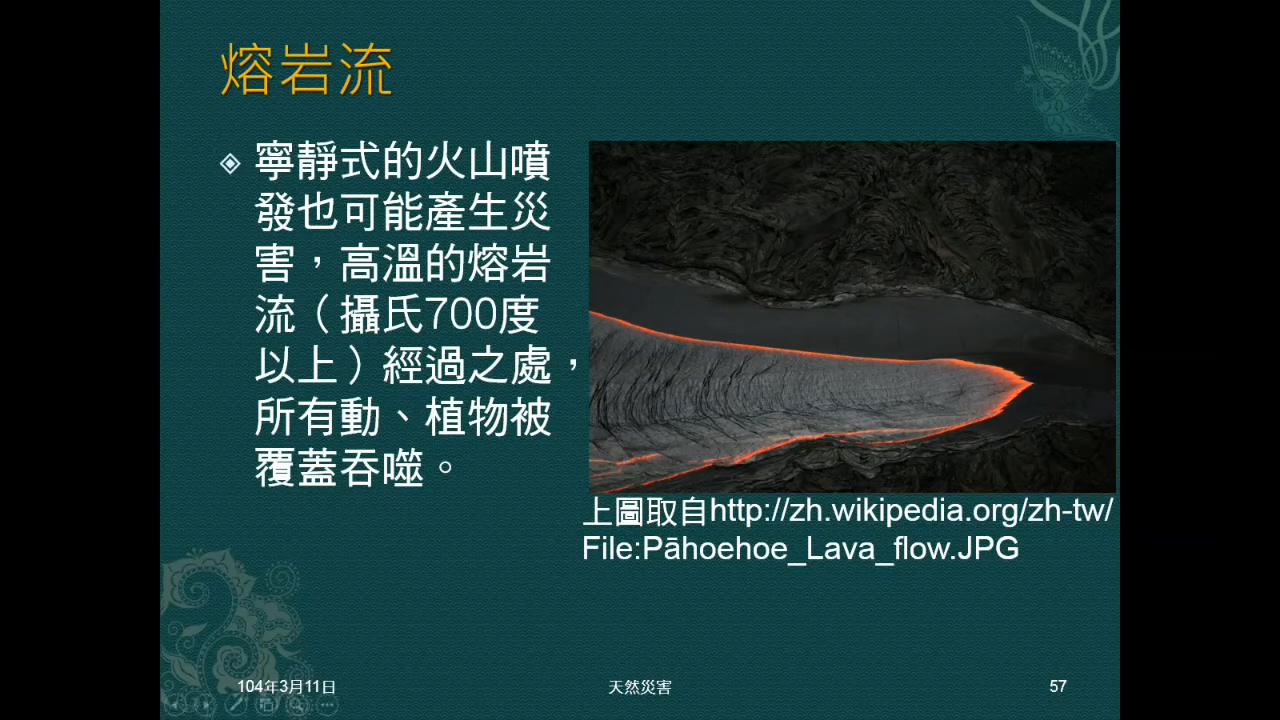 熔岩流
寧靜式的火山噴
發也可能產生災
害，高溫的熔岩
流（攝氏700度
以上）經過之處，
所有動、植物被
覆蓋吞噬。
上圖取自http://zh.wikipedia.org/zh-tw/
File:Pāhoehoe_Lava_flow.JPG
104年3月11日
天然災害
57